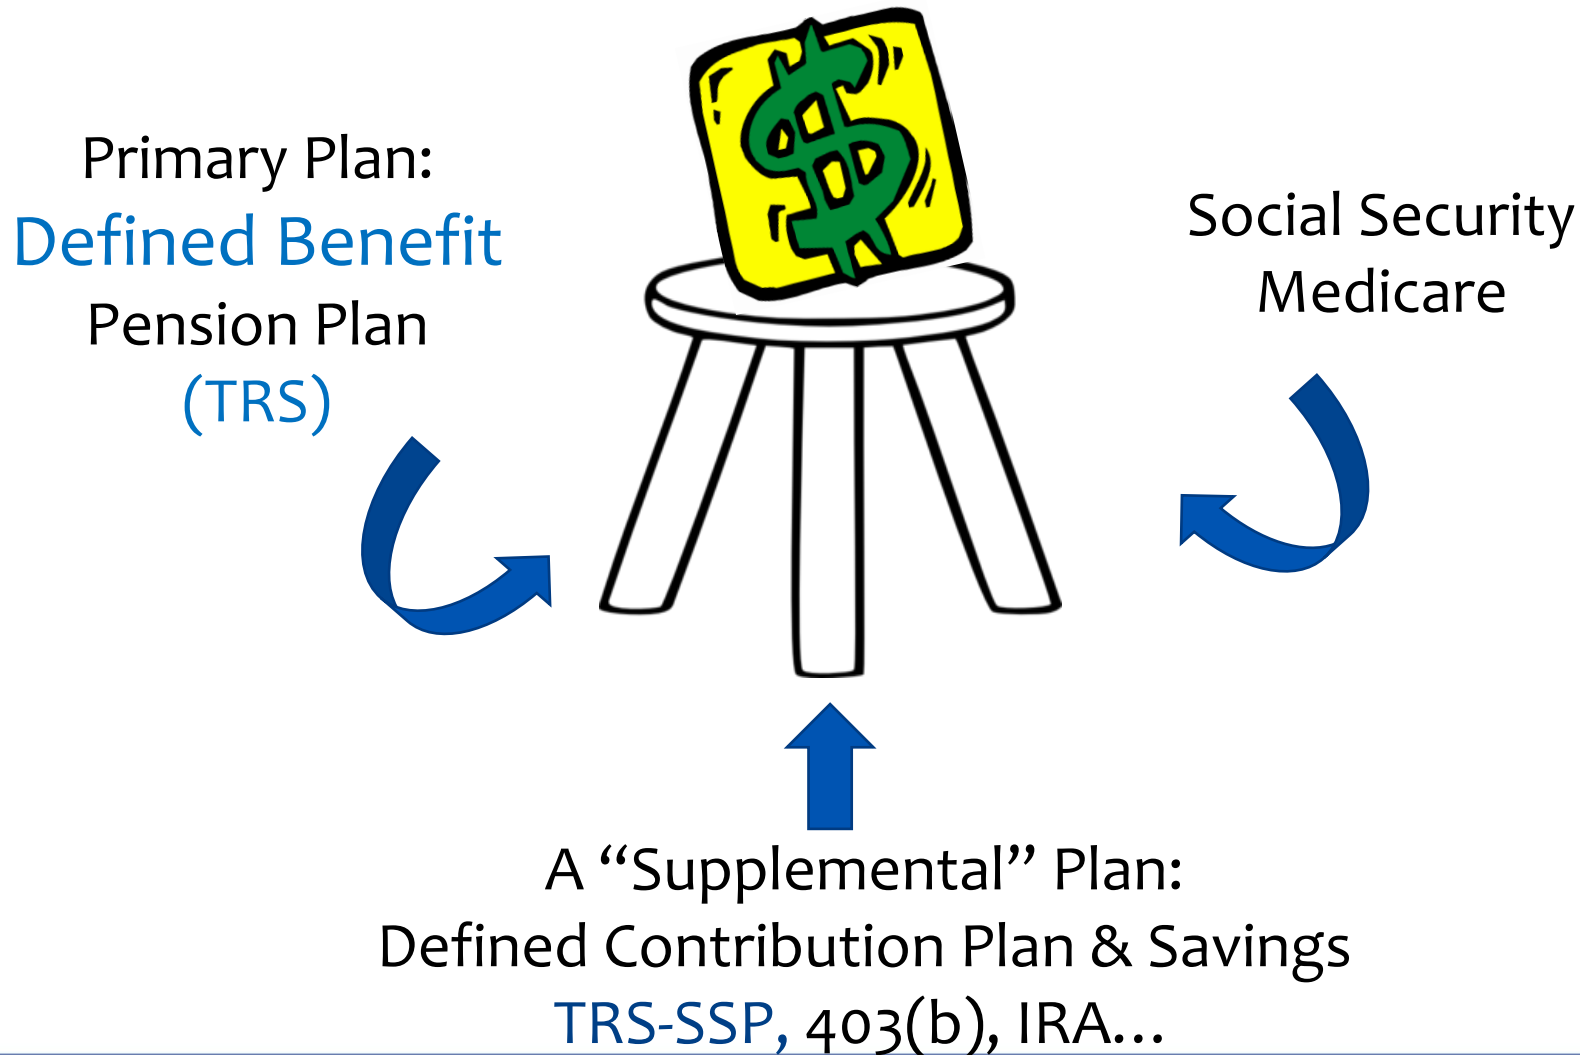 Primary Plan:
Defined Benefit
Pension Plan
(TRS)
$
Social Security
Medicare
A “Supplemental” Plan:
Defined Contribution Plan & Savings
TRS-SSP, 403(b), IRA…